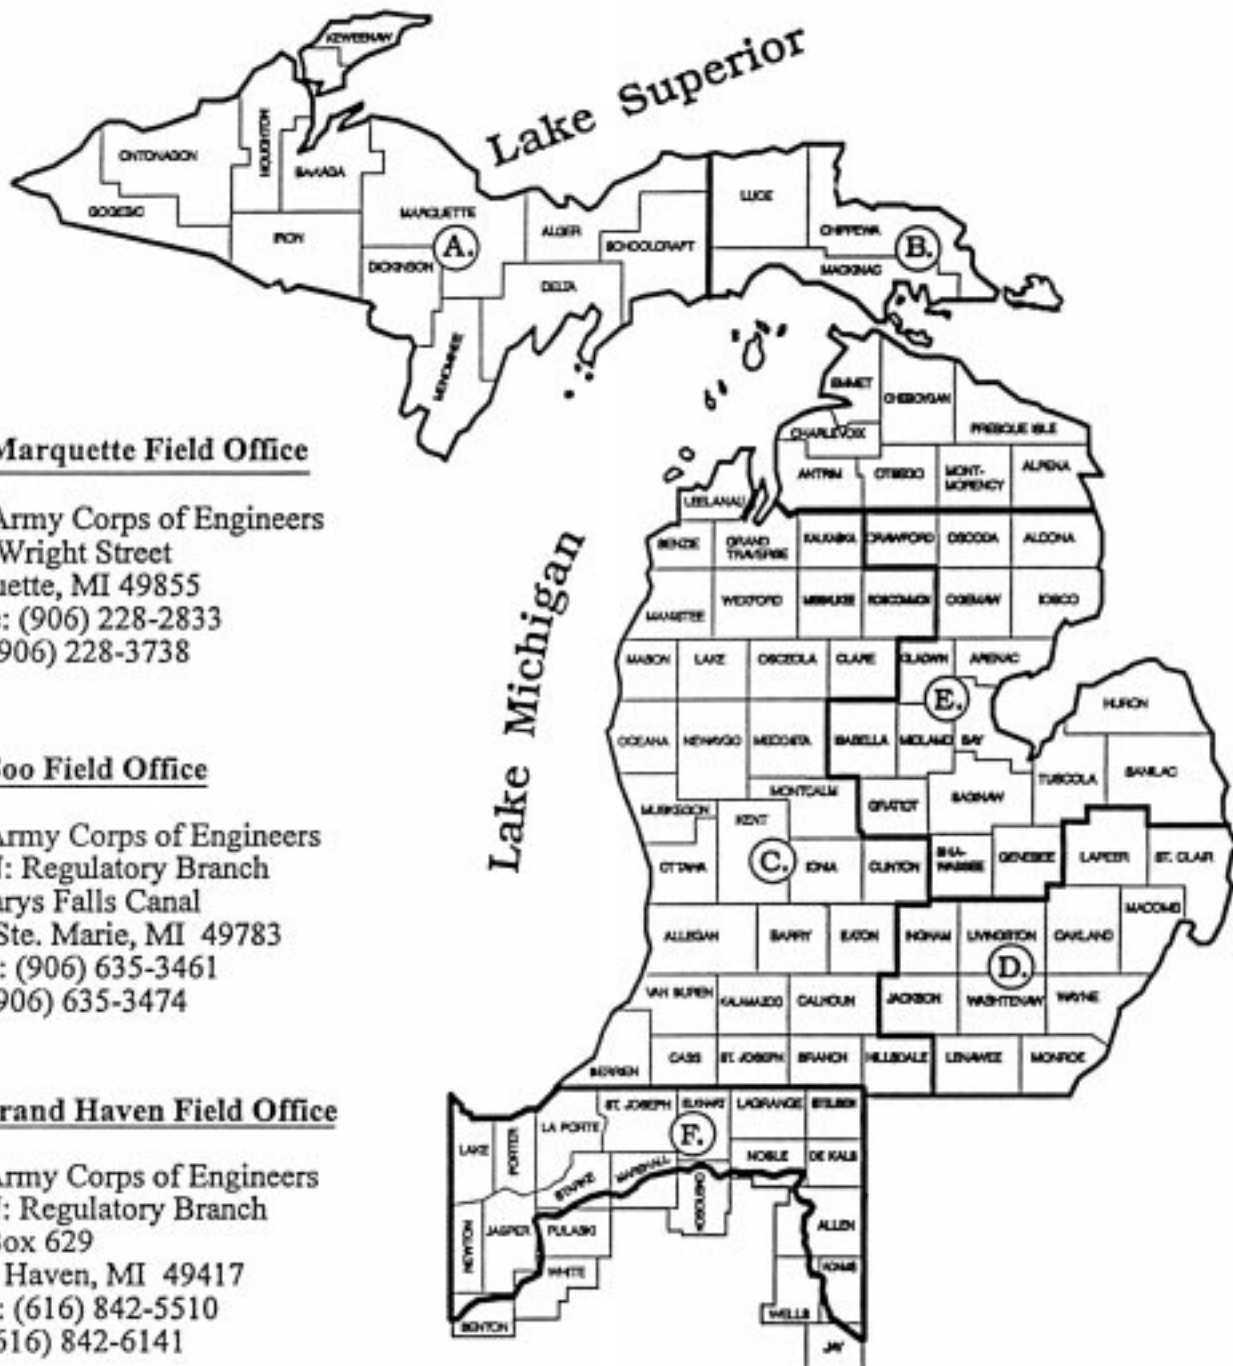 KEWEENAW
Lake Superior
ONTONAGON
HOUGHTON
BARAGA
GOGEBIC
IRON
MARQUETTE
A.
DICKINSON
ALGER
SCHOOLCRAFT
DELTA
MENOMINEE
LUCE
CHIPPEWA
B.
MACKINAC
EMMET
CHEBOYGAN
PRESQUE ISLE
CHARLEVOIX
ANTRIM
OTSEGO
MONT-
MORENCY
ALPENA
LEELANAU
BENZIE
GRAND
TRAVERSE
KALKASKA
CRAWFORD
OSCODA
ALCONA
MANISTEE
WEXFORD
MISSAUKEE
ROSCOMMON
OGEMAW
IOSCO
MASON
LAKE
OSCEOLA
CLARE
GLADWIN
ARENAC
E.
HURON
OCEANA
NEWAYGO
MECOSTA
ISABELLA
MIDLAND
BAY
TUSCOLA
SANILAC
MUSKEGON
MONTCALM
GRATIOT
SAGINAW
KENT
OTTAWA
C.
IONIA
CLINTON
SHIA-
WASSEE
GENESEE
LAPEER
ST. CLAIR
MACOMB
ALLEGAN
BARRY
EATON
INGHAM
LIVINGSTON
OAKLAND
D.
VAN BUREN
KALAMAZOO
CALHOUN
JACKSON
WASHTENAW
WAYNE
BERRIEN
CASS
ST. JOSEPH
BRANCH
HILLSDALE
LENAWEE
MONROE
Lake Michigan
LAKE
PORTER
LA PORTE
ST. JOSEPH
ELKHART
LAGRANGE
STEUBEN
F.
NOBLE
DE KALB
STARKE
MARSHALL
KOSCIUSKO
NEWTON
JASPER
PULASKI
WHITE
BENTON
ALLEN
ADAMS
WELLS
JAY
Marquette Field Office
Army Corps of Engineers
Wright Street
uette, MI 49855
e: (906) 228-2833
906) 228-3738
oo Field Office
Army Corps of Engineers
N: Regulatory Branch
arys Falls Canal
Ste. Marie, MI 49783
: (906) 635-3461
906) 635-3474
rand Haven Field Office
Army Corps of Engineers
N: Regulatory Branch
Box 629
Haven, MI 49417
: (616) 842-5510
616) 842-6141